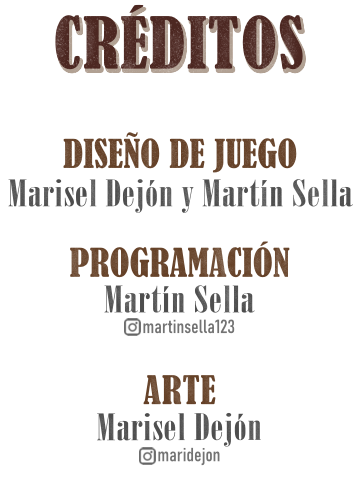 CRÉDITOS
DISEÑO DE JUEGO
Marisel Dejón y Martín Sella
PROGRAMACIÓN
Martín Sella
martinsella123
ARTE
Marisel Dejón
maridejon